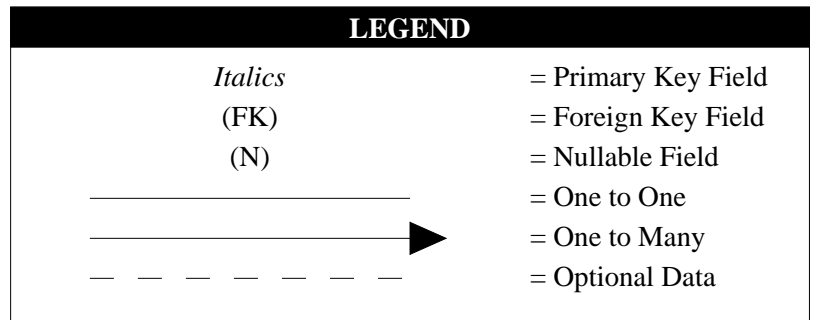 LEGEND
Italics = Primary Key Field
(FK) = Foreign Key Field
(N) = Nullable Field
= One to One
= One to Many
= Optional Data